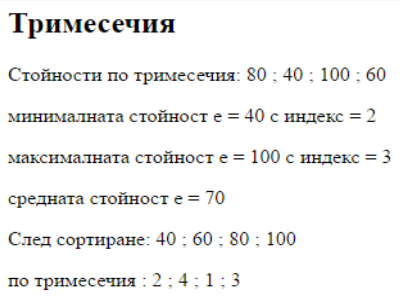 Тримесечия
Стойности по тримесечия: 80 ; 40 ; 100 ; 60
минималната стойност е = 40 с индекс = 2
максималната стойност е = 100 с индекс = 3
средната стойност е = 70
След сортиране: 40 ; 60 ; 80 ; 100
по тримесечия : 2 ; 4 ; 1 ; 3